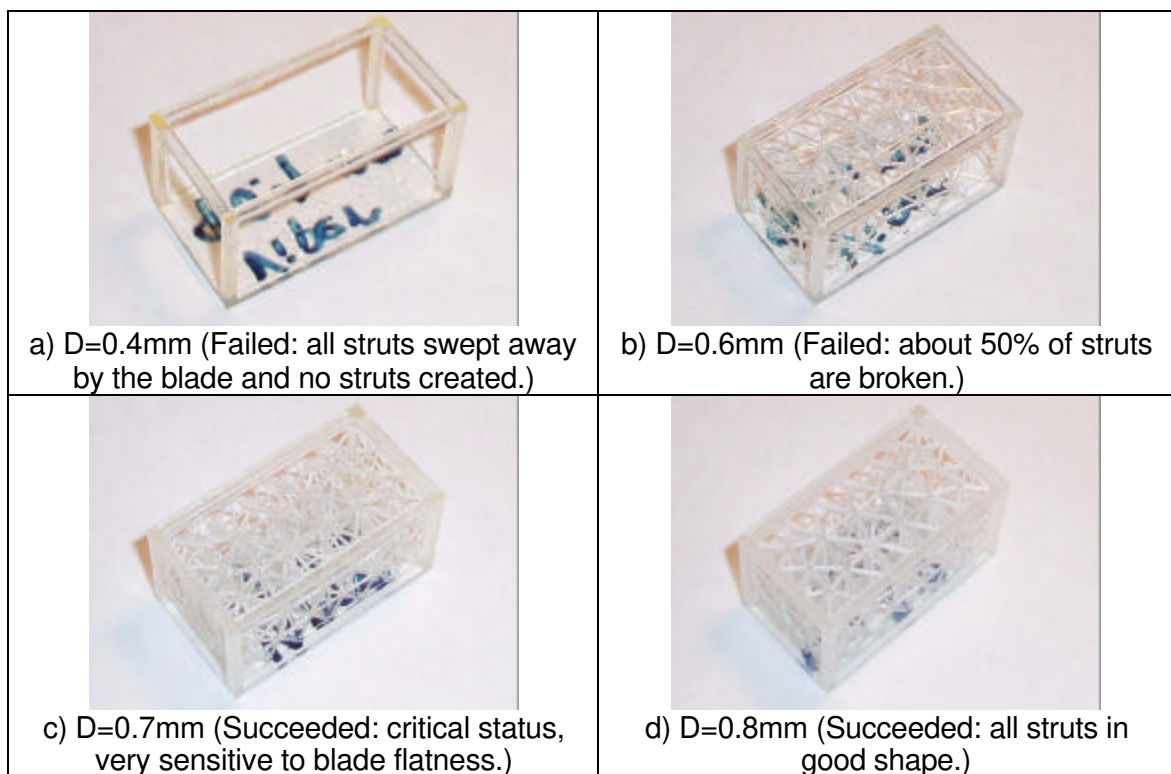 a) D=0.4mm (Failed: all struts swept away
by the blade and no struts created.)
b) D=0.6mm (Failed: about 50% of struts
are broken.)
c) D=0.7mm (Succeeded: critical status,
very sensitive to blade flatness.)
d) D=0.8mm (Succeeded: all struts in
good shape.)